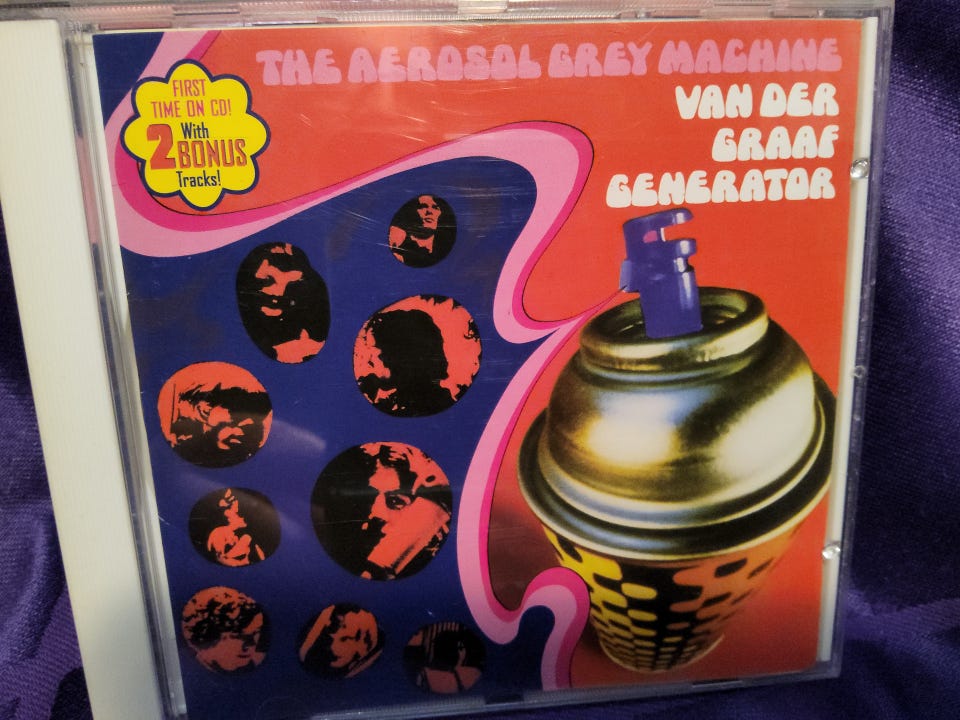 THE AEROSOL GREY MACHINE
VAN DER
GRAAF
GENERATOR
FIRST
TIME ON CD!
2 With
BONUS
Tracks!